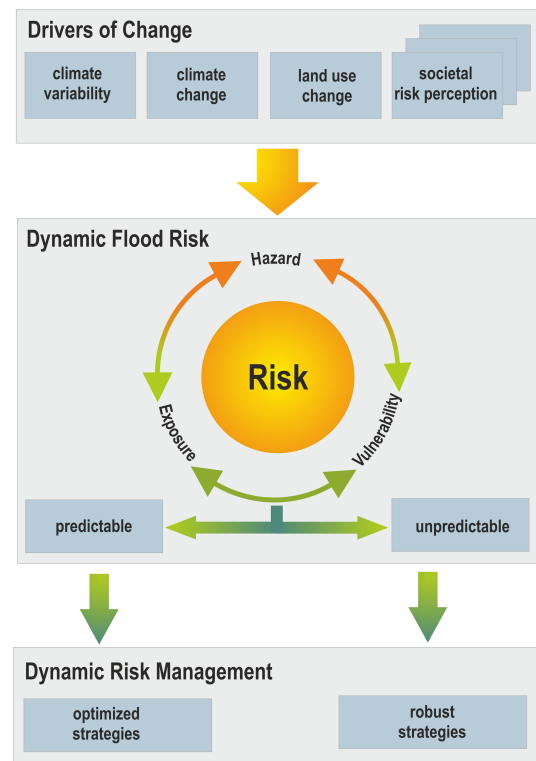 Drivers of Change
climate
variability
climate
change
land use
change
societal
risk perception
Dynamic Flood Risk
Hazard
Risk
Exposure
Vulnerability
predictable
unpredictable
Dynamic Risk Management
optimized
strategies
robust
strategies